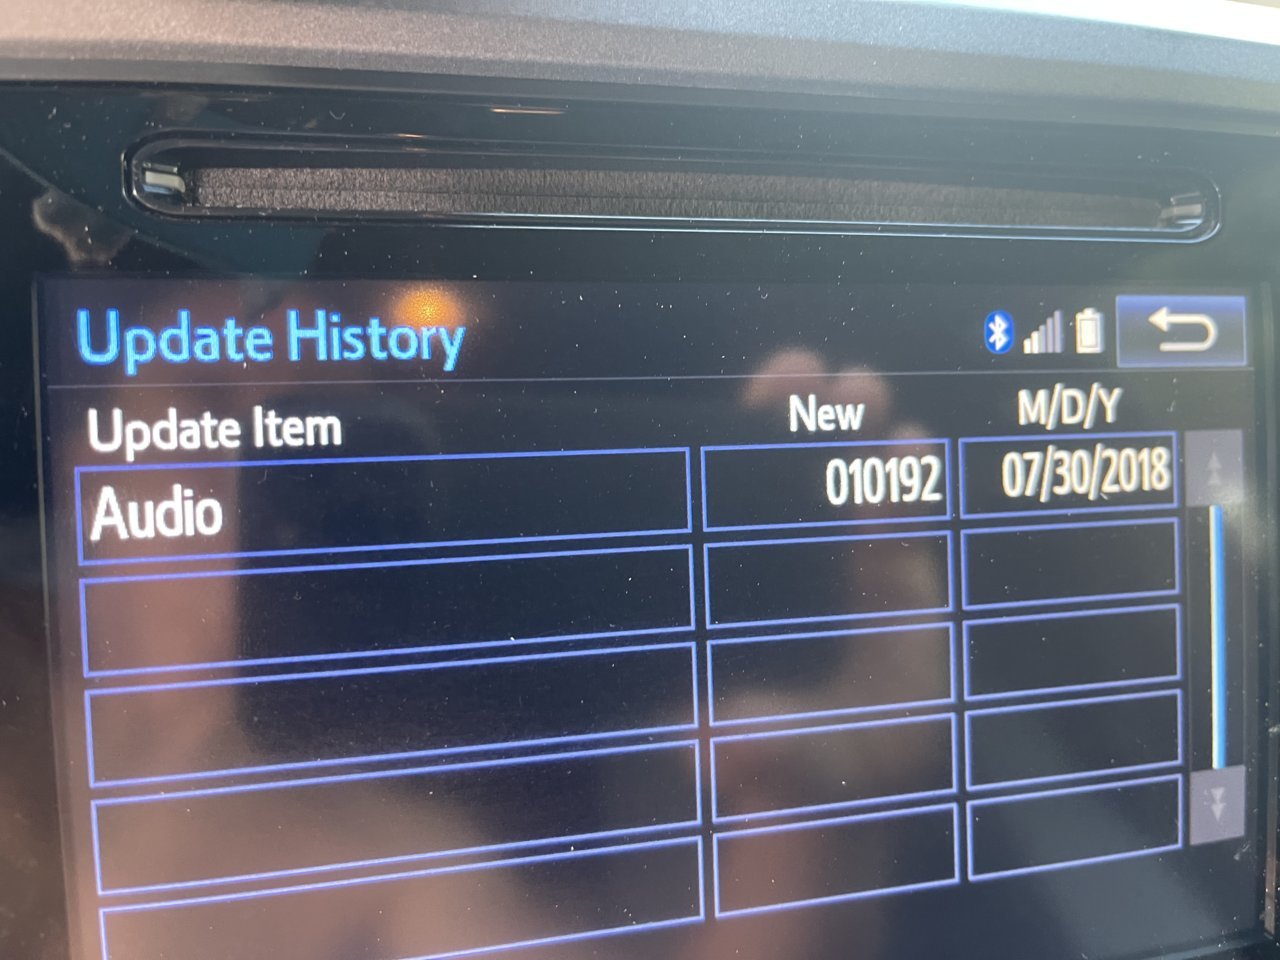 Update History
Update Item New M/D/Y
Audio 010192 07/30/2018